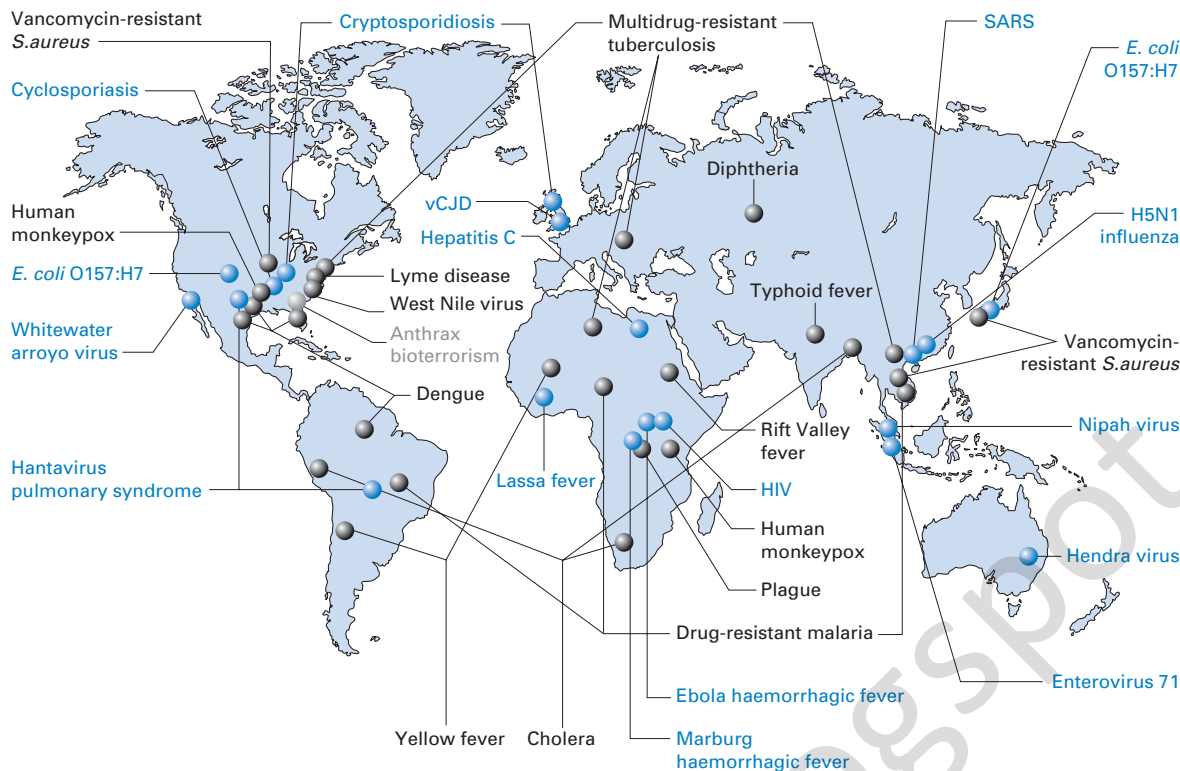 Vancomycin-resistant
S.aureus
Cryptosporidiosis
Multidrug-resistant
tuberculosis
SARS
E. coli
O157:H7
Cyclosporiasis
Diphtheria
Human
monkeypox
vCJD
Hepatitis C
H5N1
influenza
E. coli O157:H7
Lyme disease
West Nile virus
Typhoid fever
Whitewater
arroyo virus
Anthrax
bioterrorism
Vancomycin-
resistant S.aureus
Dengue
Rift Valley
fever
Nipah virus
Hantavirus
pulmonary syndrome
Lassa fever
HIV
Human
monkeypox
Hendra virus
Plague
Drug-resistant malaria
Enterovirus 71
Ebola haemorrhagic fever
Yellow fever
Cholera
Marburg
haemorrhagic fever
ngspot